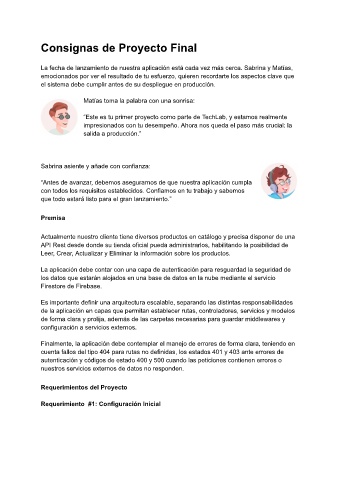 Consignas de Proyecto Final
La fecha de lanzamiento de nuestra aplicación está cada vez más cerca. Sabrina y Matías,
emocionados por ver el resultado de tu esfuerzo, quieren recordarte los aspectos clave que
el sistema debe cumplir antes de su despliegue en producción.
Matías toma la palabra con una sonrisa:
"Este es tu primer proyecto como parte de TechLab, y estamos realmente
impresionados con tu desempeño. Ahora nos queda el paso más crucial: la
salida a producción."
Sabrina asiente y añade con confianza:
"Antes de avanzar, debemos asegurarnos de que nuestra aplicación cumpla
con todos los requisitos establecidos. Confiamos en tu trabajo y sabemos
que todo estará listo para el gran lanzamiento."
Premisa
Actualmente nuestro cliente tiene diversos productos en catálogo y precisa disponer de una
API Rest desde donde su tienda oficial pueda administrarlos, habilitando la posibilidad de
Leer, Crear, Actualizar y Eliminar la información sobre los productos.
La aplicación debe contar con una capa de autenticación para resguardar la seguridad de
los datos que estarán alojados en una base de datos en la nube mediante el servicio
Firestore de Firebase.
Es importante definir una arquitectura escalable, separando las distintas responsabilidades
de la aplicación en capas que permitan establecer rutas, controladores, servicios y modelos
de forma clara y prolija, además de las carpetas necesarias para guardar middlewares y
configuración a servicios externos.
Finalmente, la aplicación debe contemplar el manejo de errores de forma clara, teniendo en
cuenta fallos del tipo 404 para rutas no definidas, los estados 401 y 403 ante errores de
autenticación y códigos de estado 400 y 500 cuando las peticiones contienen errores o
nuestros servicios externos de datos no responden.
Requerimientos del Proyecto
Requerimiento #1: Configuración Inicial